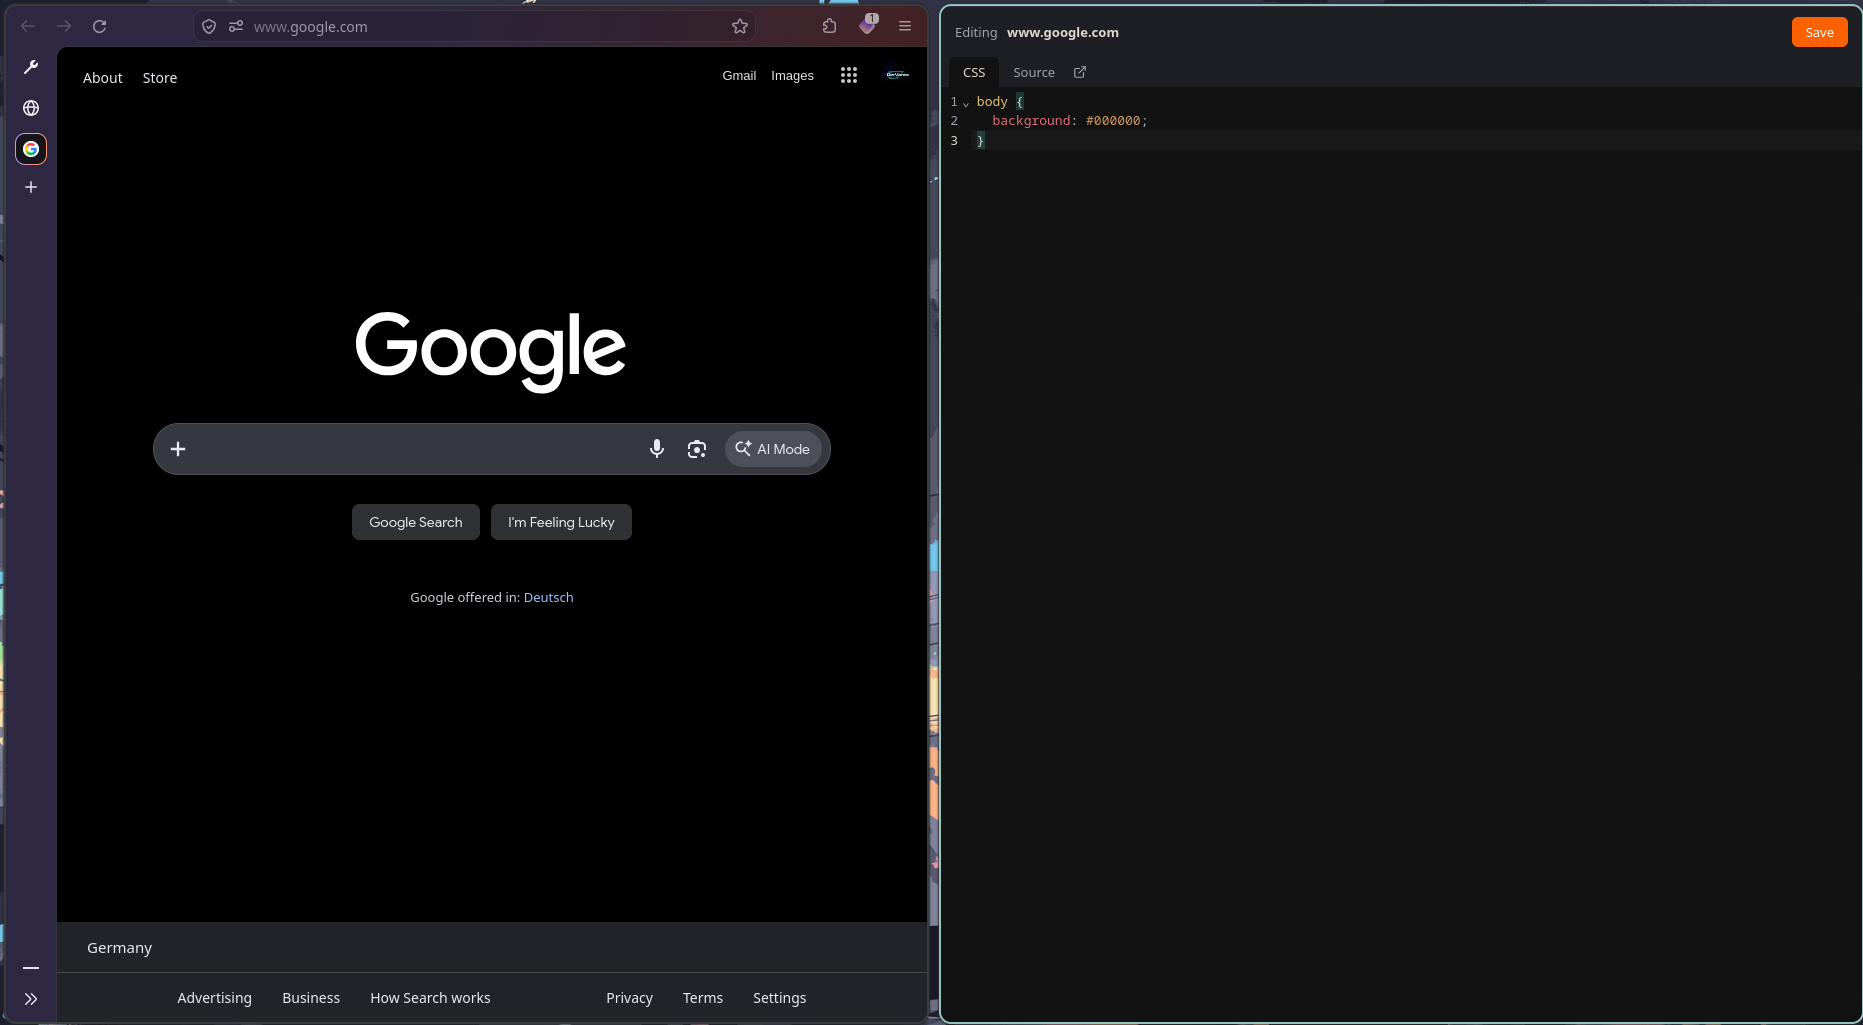 www.google.com
1
About Store
Gmail Images
Google
AI Mode
Google Search I'm Feeling Lucky
Google offered in: Deutsch
Germany
Advertising Business How Search works Privacy Terms Settings
Editing www.google.com
Save
CSS Source
1 body {
2 background: #000000;
3 }